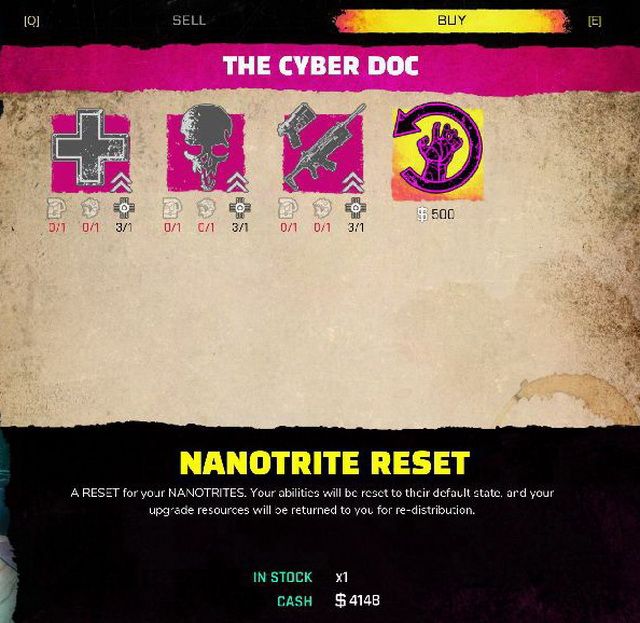 [Q] SELL BUY [E]
THE CYBER DOC
0/1 0/1 3/1 0/1 0/1 3/1 0/1 0/1 3/1 $ 500
NANOTRITE RESET
A RESET for your NANOTRITES. Your abilities will be reset to their default state, and your
upgrade resources will be returned to you for re-distribution.
IN STOCK x1
CASH $ 4148